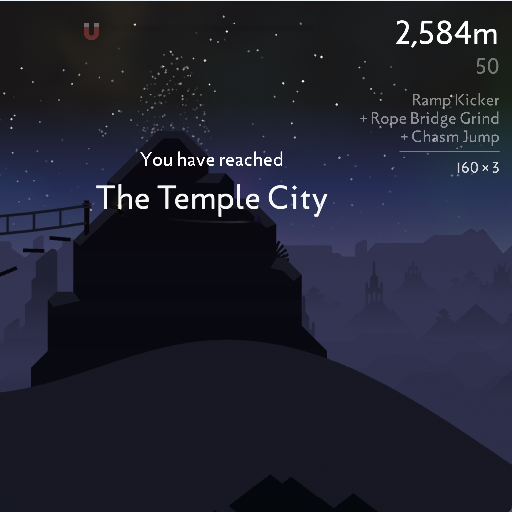 2,584m
50
Ramp Kicker
+ Rope Bridge Grind
+ Chasm Jump
160 × 3
You have reached
The Temple City